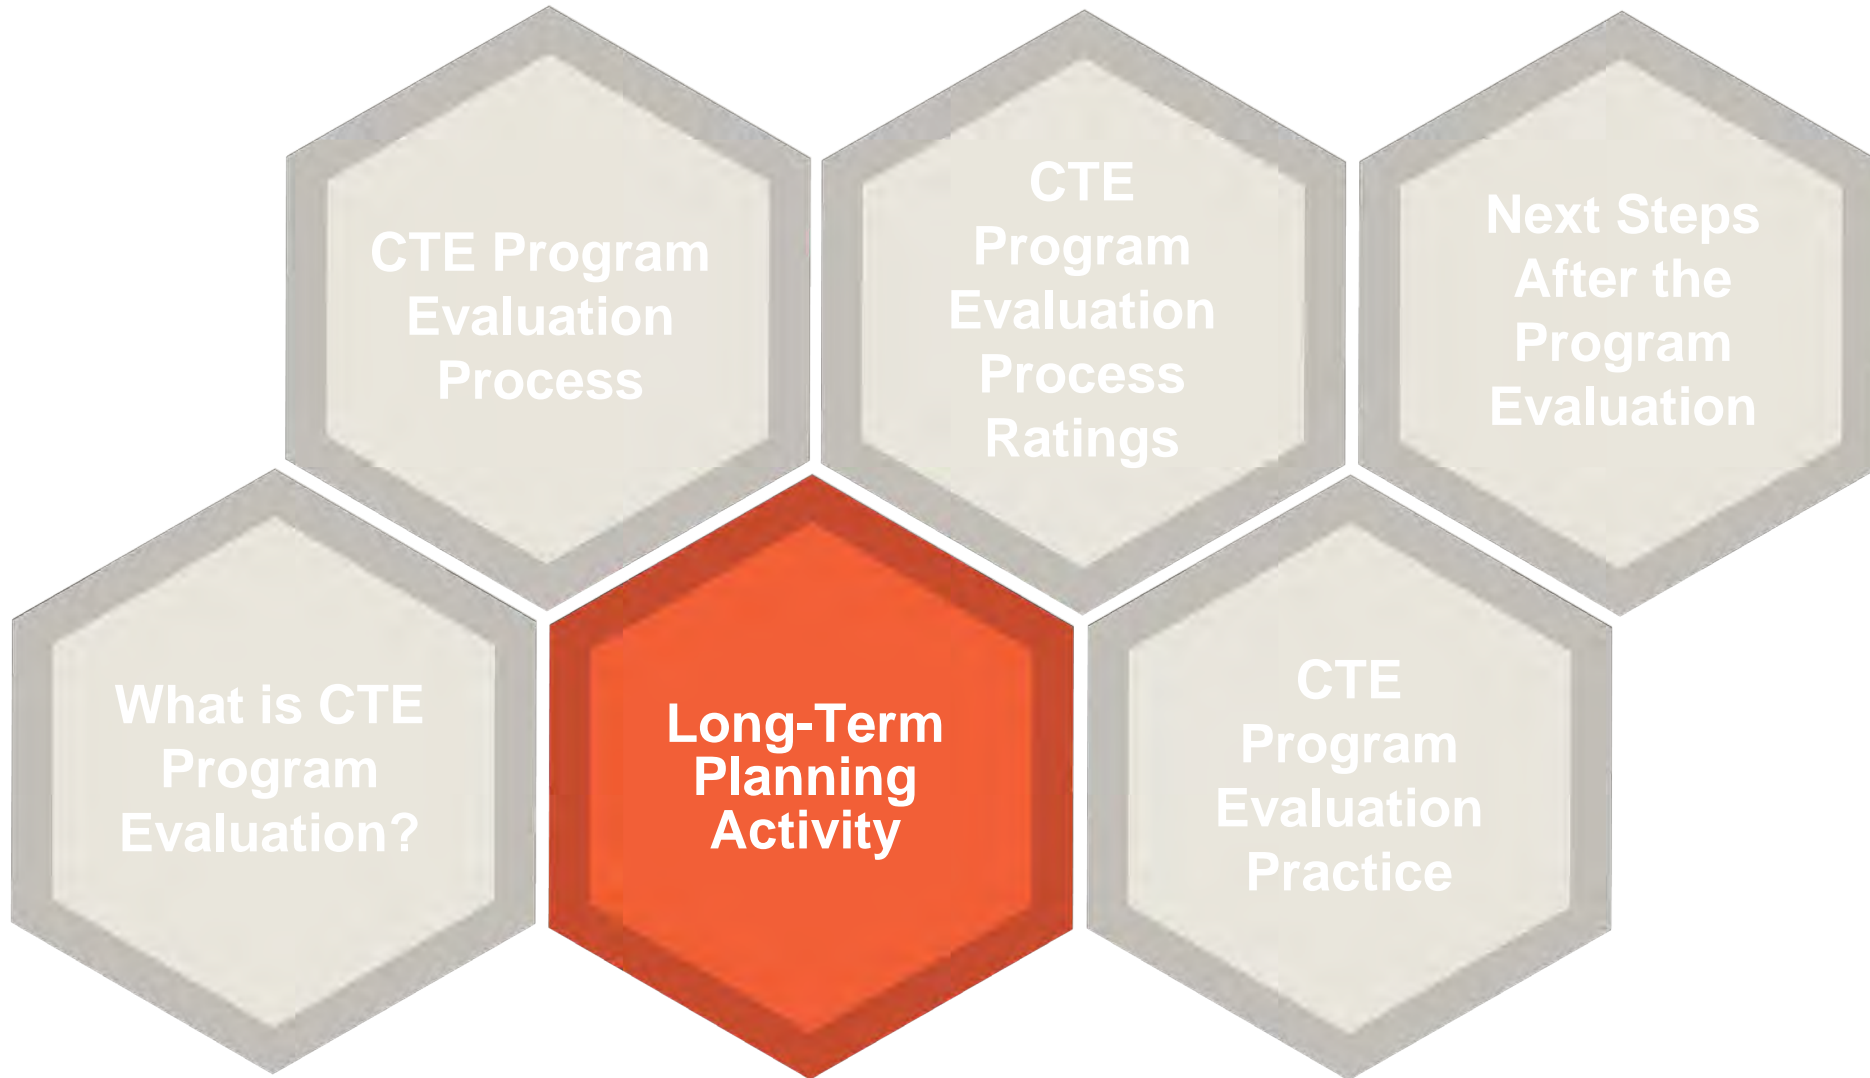 CTE Program
Evaluation
Process
CTE
Program
Evaluation
Process
Ratings
Next Steps
After the
Program
Evaluation
What is CTE
Program
Evaluation?
Long-Term
Planning
Activity
CTE
Program
Evaluation
Practice